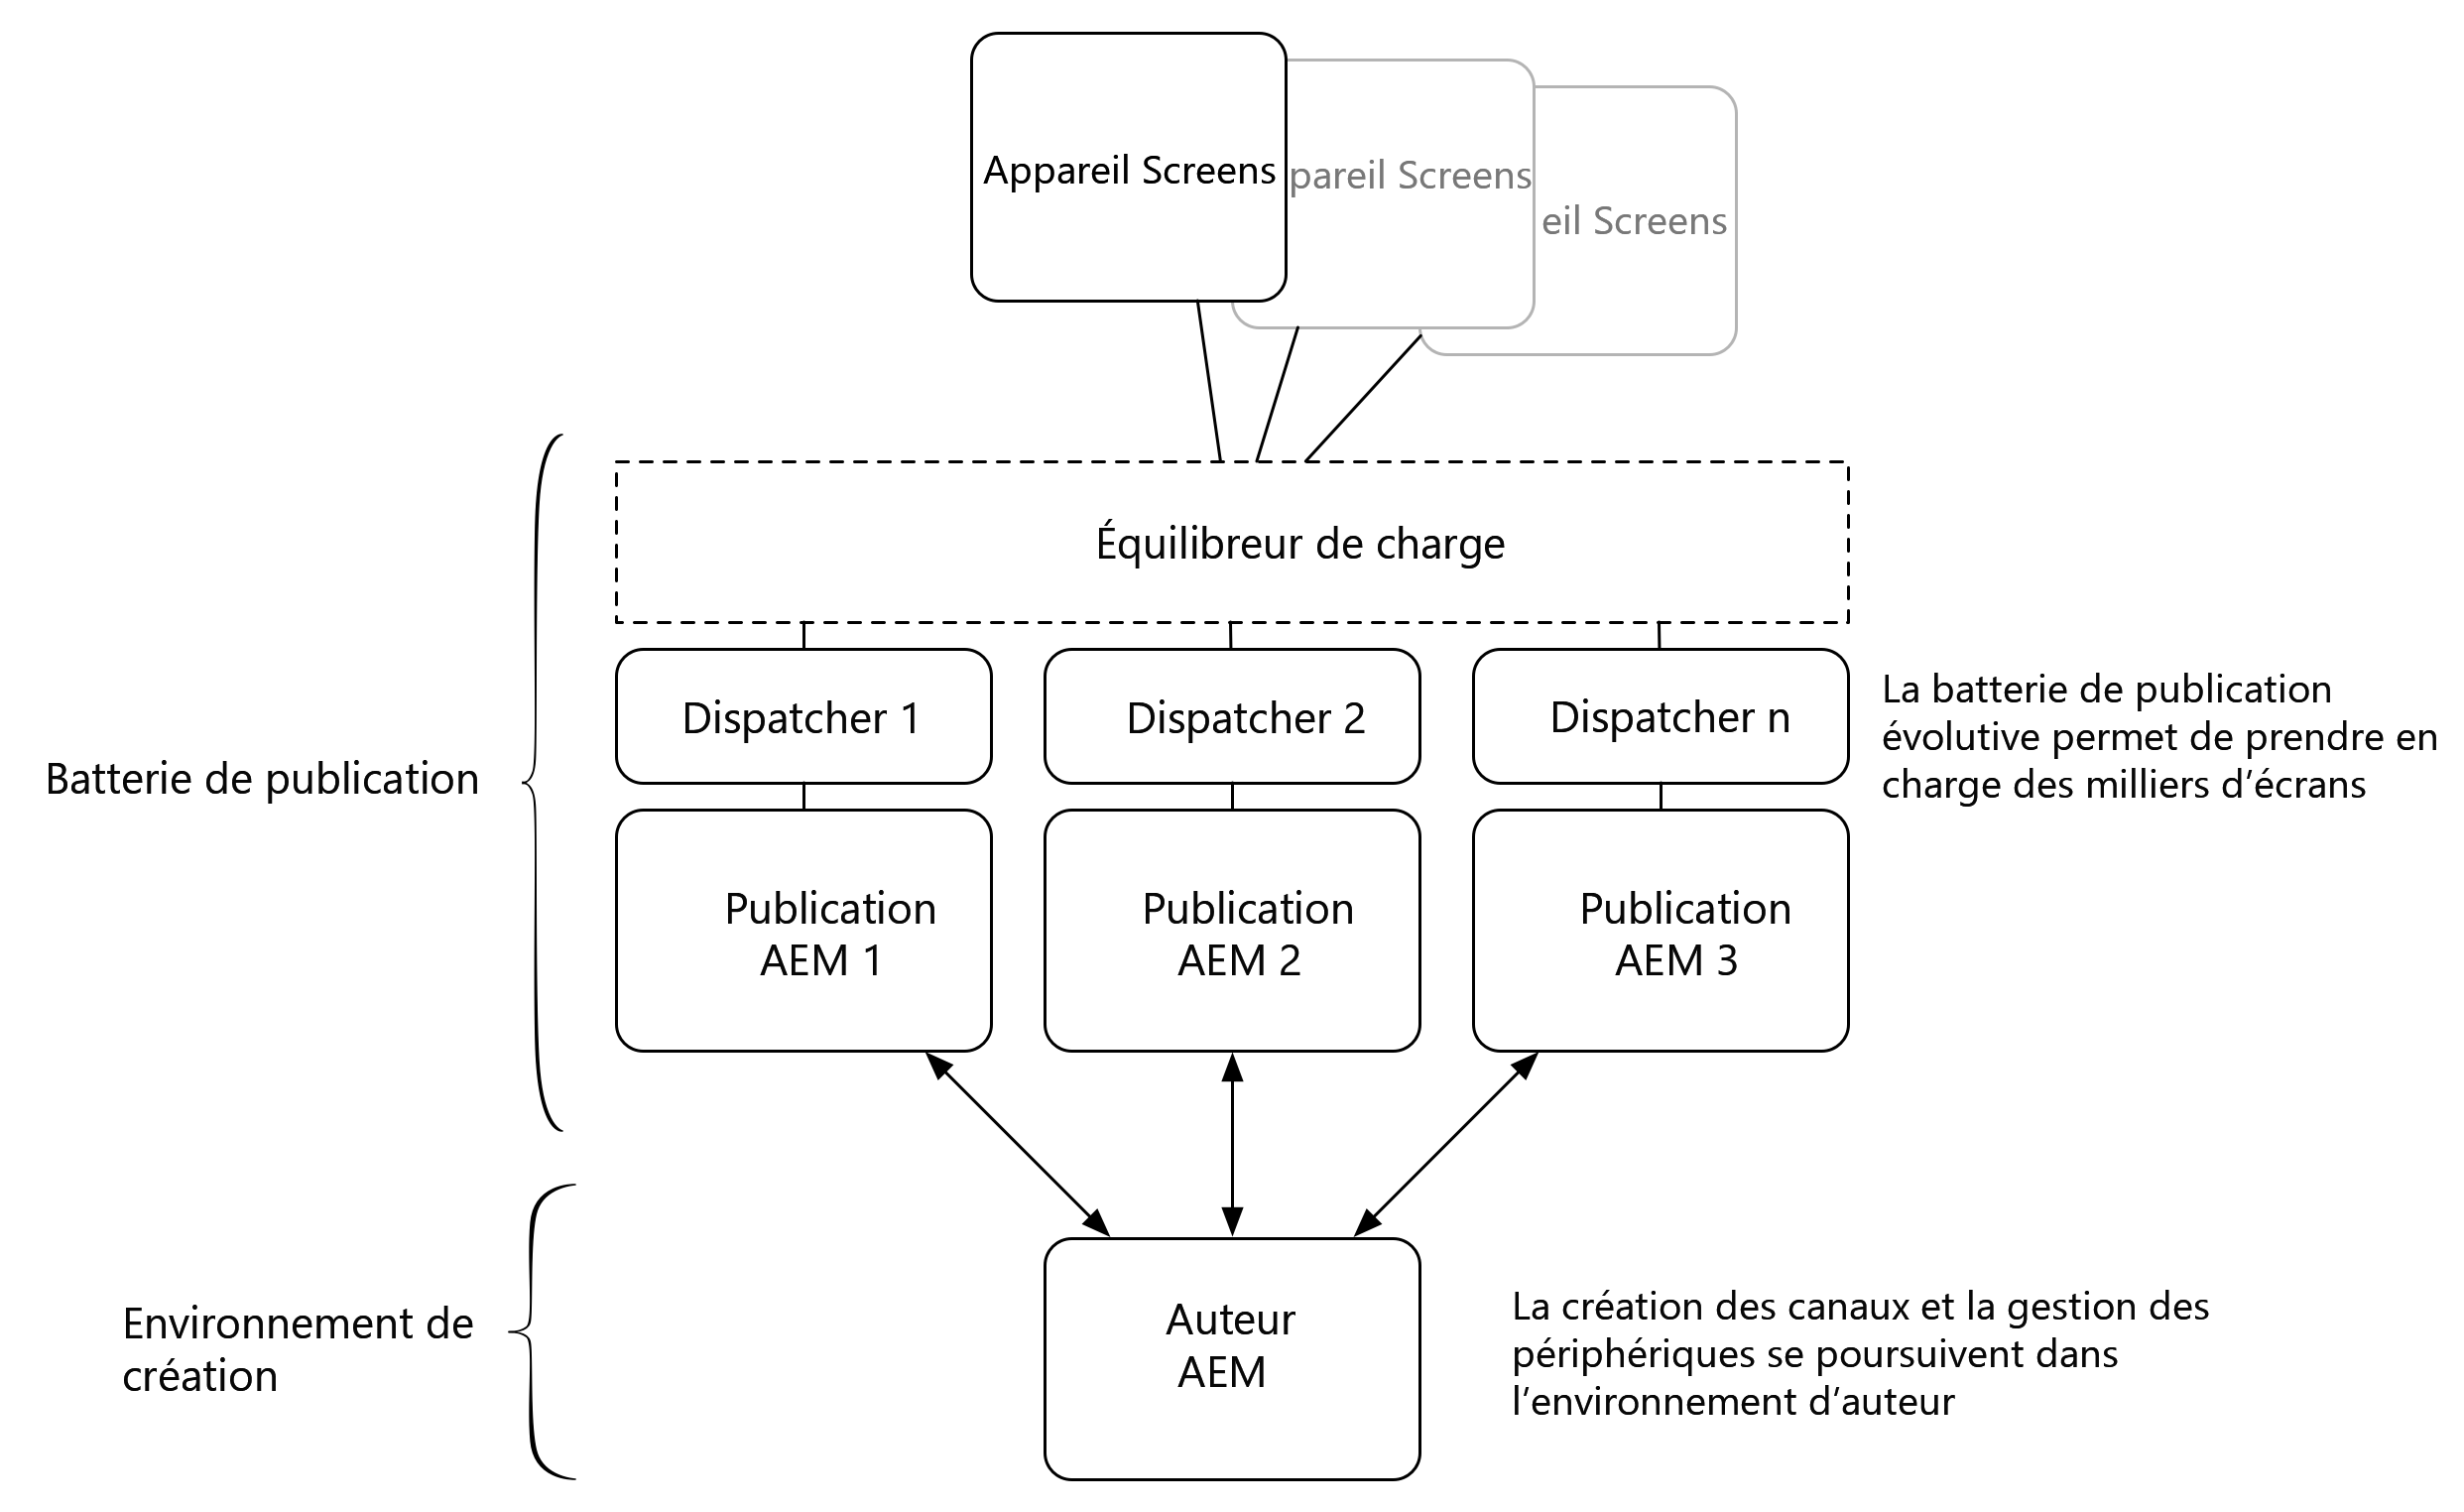 Appareil Screens
pareil Screens
eil Screens
Équilibreur de charge
Dispatcher 1
Dispatcher 2
Dispatcher n
La batterie de publication
évolutive permet de prendre en
charge des milliers d’écrans
Batterie de publication
Publication
AEM 1
Publication
AEM 2
Publication
AEM 3
Environnement de
création
Auteur
AEM
La création des canaux et la gestion des
périphériques se poursuivent dans
l’environnement d’auteur